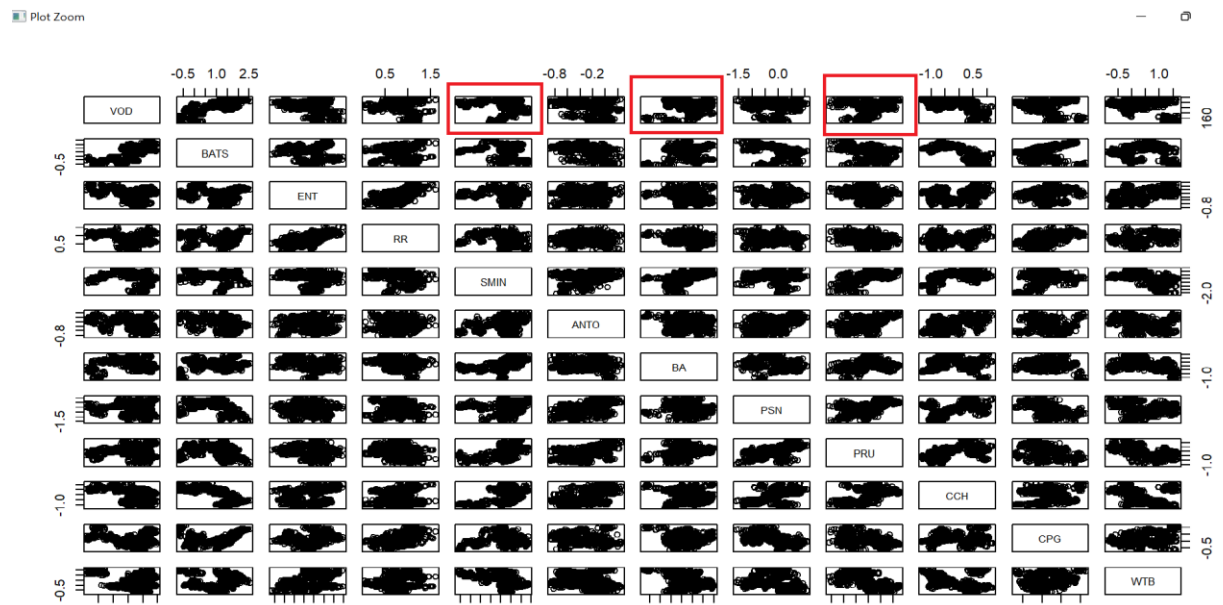 Plot Zoom
-0.5 1.0 2.5
0.5 1.5
-0.8 -0.2
-1.5 0.0
-1.0 0.5
-0.5 1.0
VOD
160
-0.5
BATS
ENT
-0.8
0.5
RR
SMIN
-2.0
-0.8
ANTO
BA
-1.0
-1.5
PSN
PRU
-1.0
-1.0
CCH
CPG
-0.5
-0.5
WTB